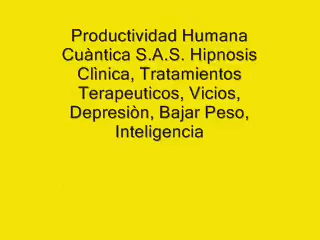 Productividad Humana
Cuàntica S.A.S. Hipnosis
Clìnica, Tratamientos
Terapeuticos, Vicios,
Depresiòn, Bajar Peso,
Inteligencia